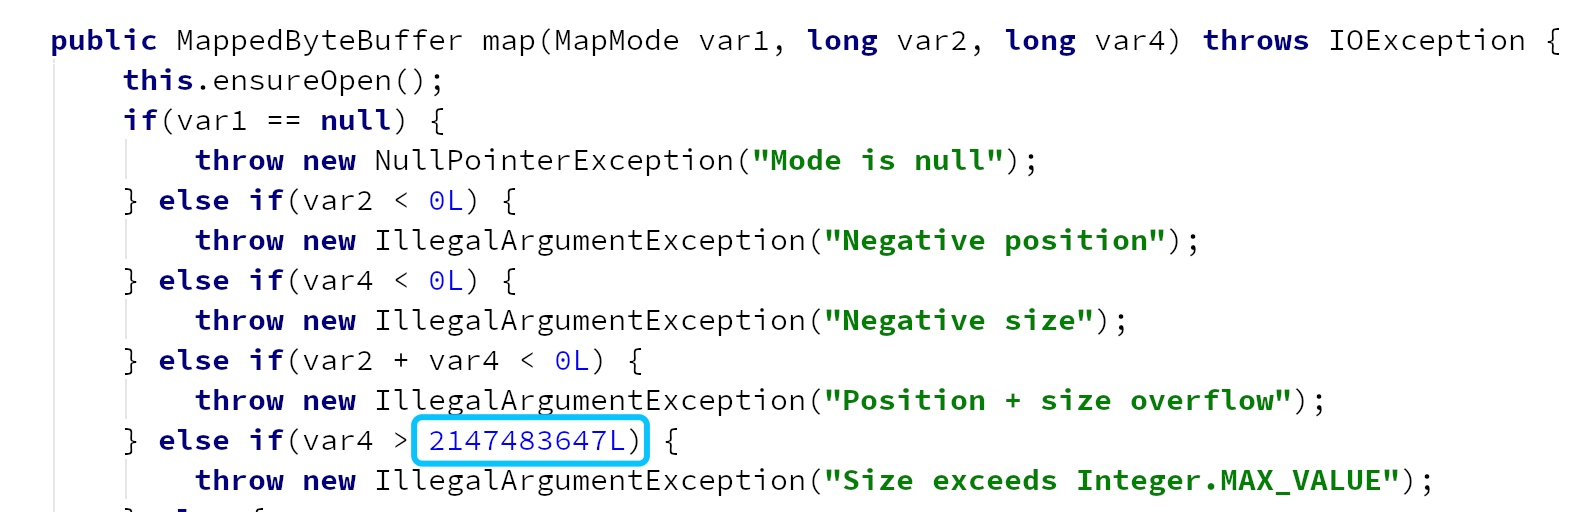 public MappedByteBuffer map(MapMode var1, long var2, long var4) throws IOException {
this.ensureOpen();
if(var1 == null) {
throw new NullPointerException("Mode is null");
} else if(var2 < 0L) {
throw new IllegalArgumentException("Negative position");
} else if(var4 < 0L) {
throw new IllegalArgumentException("Negative size");
} else if(var2 + var4 < 0L) {
throw new IllegalArgumentException("Position + size overflow");
} else if(var4 > 2147483647L) {
throw new IllegalArgumentException("Size exceeds Integer.MAX_VALUE");
} else {